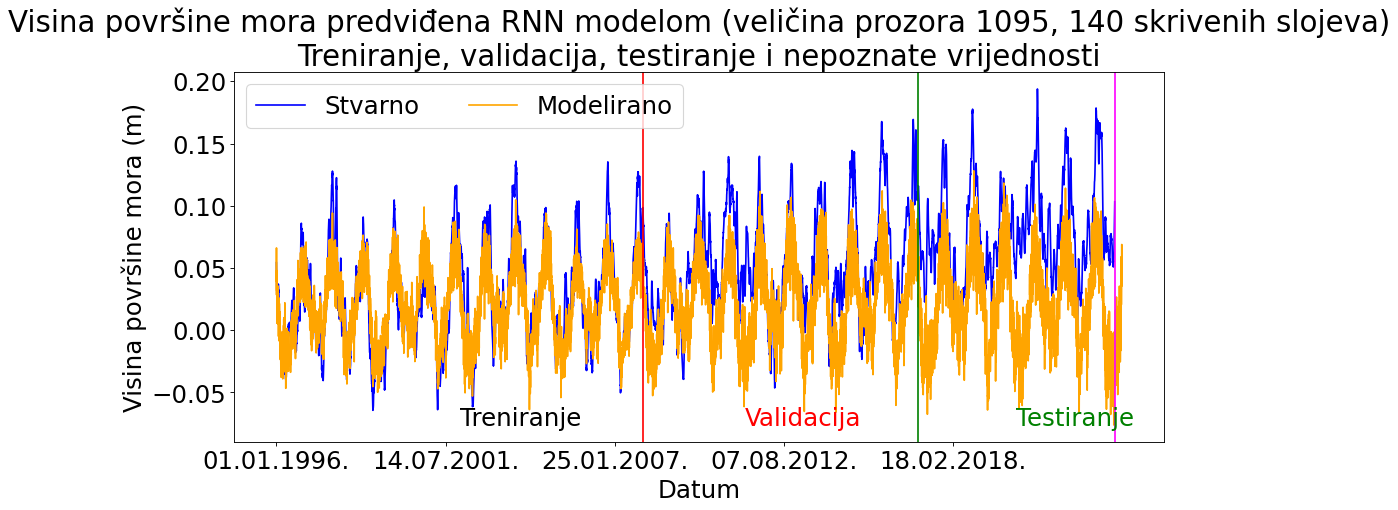 Visina površine mora predviđena RNN modelom (veličina prozora 1095, 140 skrivenih slojeva)
Treniranje, validacija, testiranje i nepoznate vrijednosti
Stvarno
Modelirano
Visina površine mora (m)
0.20
0.15
0.10
0.05
0.00
−0.05
Treniranje
Validacija
Testiranje
01.01.1996.
14.07.2001.
25.01.2007.
07.08.2012.
18.02.2018.
Datum